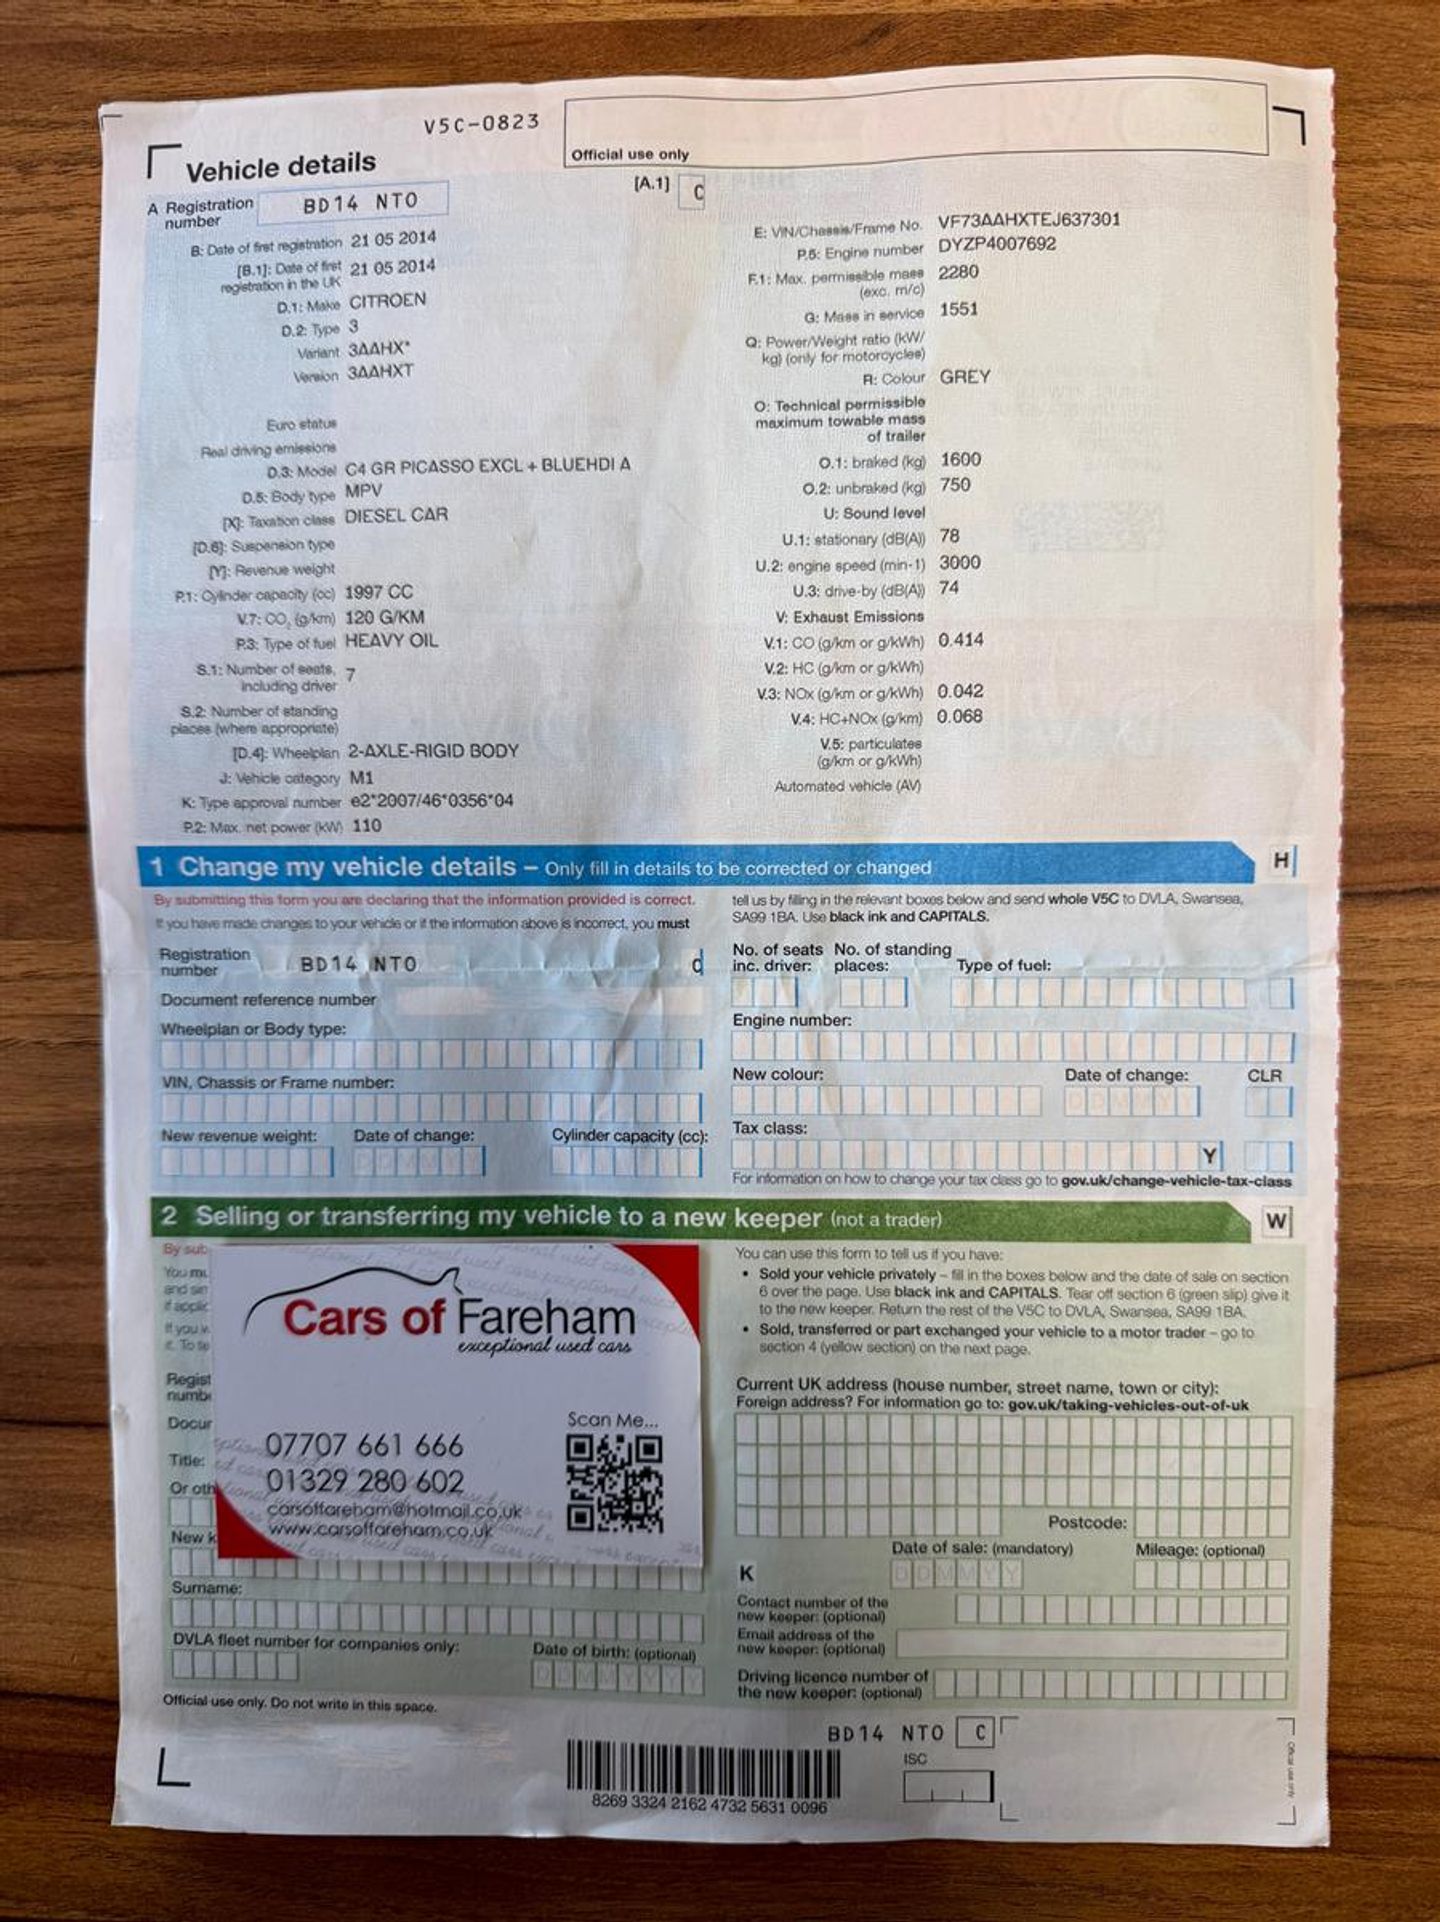 V5C-0823
Official use only
Vehicle details
[A.1] C
A Registration number BD14 NTO
B: Date of first registration 21 05 2014
[B.1]: Date of first registration in the UK 21 05 2014
D.1: Make CITROEN
D.2: Type 3
Variant 3AAHX*
Version 3AAHXT
Euro status
Real driving emissions
D.3: Model C4 GR PICASSO EXCL + BLUEHDI A
D.5: Body type MPV
[X]: Taxation class DIESEL CAR
[D.6]: Suspension type
[Y]: Revenue weight
P.1: Cylinder capacity (cc) 1997 CC
V.7: CO2 (g/km) 120 G/KM
P.3: Type of fuel HEAVY OIL
S.1: Number of seats, including driver 7
S.2: Number of standing places (where appropriate)
[D.4]: Wheelplan 2-AXLE-RIGID BODY
J: Vehicle category M1
K: Type approval number e2*2007/46*0356*04
P.2: Max. net power (kW) 110
E: VIN/Chassis/Frame No. VF73AAHXTEJ637301
P.5: Engine number DYZP4007692
F.1: Max. permissible mass (exc. m/c) 2280
G: Mass in service 1551
Q: Power/Weight ratio (kW/kg) (only for motorcycles)
R: Colour GREY
O: Technical permissible maximum towable mass of trailer
O.1: braked (kg) 1600
O.2: unbraked (kg) 750
U: Sound level
U.1: stationary (dB(A)) 78
U.2: engine speed (min-1) 3000
U.3: drive-by (dB(A)) 74
V: Exhaust Emissions
V.1: CO (g/km or g/kWh) 0.414
V.2: HC (g/km or g/kWh)
V.3: NOx (g/km or g/kWh) 0.042
V.4: HC+NOx (g/km) 0.068
V.5: particulates (g/km or g/kWh)
Automated vehicle (AV)
1 Change my vehicle details – Only fill in details to be corrected or changed H
By submitting this form you are declaring that the information provided is correct.
If you have made changes to your vehicle or if the information above is incorrect, you must
tell us by filling in the relevant boxes below and send whole V5C to DVLA, Swansea,
SA99 1BA. Use black ink and CAPITALS.
Registration number BD14 NTO C
Document reference number
Wheelplan or Body type:
VIN, Chassis or Frame number:
New revenue weight: Date of change: Cylinder capacity (cc):
DDMMYY
No. of seats inc. driver: No. of standing places: Type of fuel:
Engine number:
New colour: Date of change: CLR
DDMMYY
Tax class:
Y
For information on how to change your tax class go to gov.uk/change-vehicle-tax-class
2 Selling or transferring my vehicle to a new keeper (not a trader) W
By sub
You mu
and sin
if applic
If you w
it. To se
Regist
numbe
Docur
Title:
Or oth
New k
Cars of Fareham
exceptional used cars
Scan Me...
07707 661 666
01329 280 602
carsoffareham@hotmail.co.uk
www.carsoffareham.co.uk
Surname:
DVLA fleet number for companies only: Date of birth: (optional)
DDMMYYYY
Official use only. Do not write in this space.
You can use this form to tell us if you have:
• Sold your vehicle privately – fill in the boxes below and the date of sale on section
6 over the page. Use black ink and CAPITALS. Tear off section 6 (green slip) give it
to the new keeper. Return the rest of the V5C to DVLA, Swansea, SA99 1BA.
• Sold, transferred or part exchanged your vehicle to a motor trader – go to
section 4 (yellow section) on the next page.
Current UK address (house number, street name, town or city):
Foreign address? For information go to: gov.uk/taking-vehicles-out-of-uk
Postcode:
Date of sale: (mandatory) Mileage: (optional)
K DDMMYY
Contact number of the
new keeper: (optional)
Email address of the
new keeper: (optional)
Driving licence number of
the new keeper: (optional)
BD14 NTO C
ISC
8269 3324 2162 4732 5631 0096
Official use only